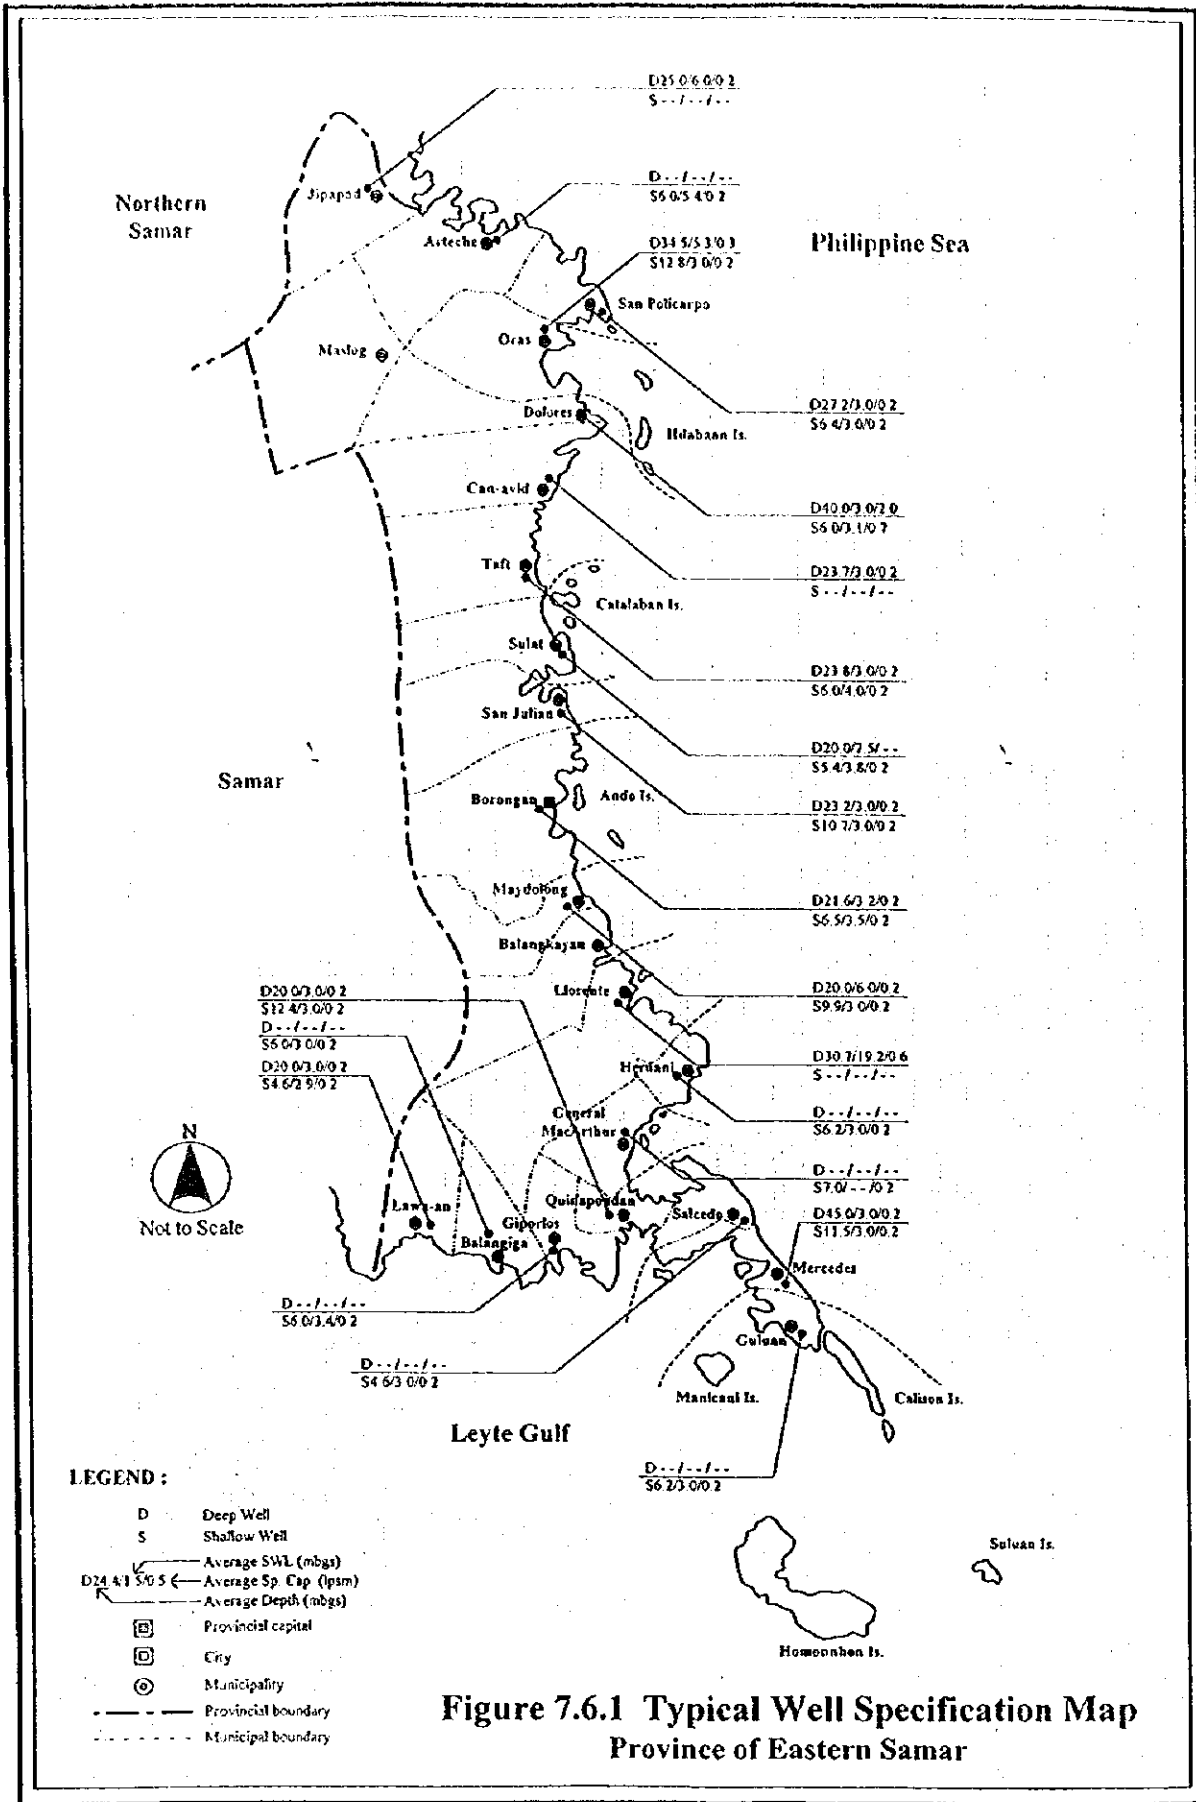 D25.0/6.0/0.2
S--/--/--
Northern
Samar
Jipapad
D--/--/--
S6.0/5.4/0.2
Arteche
Philippine Sea
D34.5/5.3/0.3
S12.8/3.0/0.2
San Policarpo
Oras
Maslog
D27.2/3.0/0.2
S6.4/3.0/0.2
Dolores
Hilabaan Is.
Can-avid
D40.0/3.0/2.0
S6.0/3.1/0.7
Taft
D23.7/3.0/0.2
S--/--/--
Catalaban Is.
Sulat
D23.8/3.0/0.2
S6.0/4.0/0.2
San Julian
D20.0/7.5/--
S5.4/3.8/0.2
Samar
Borongan
Ando Is.
D23.2/3.0/0.2
S10.7/3.0/0.2
Maydolong
D21.6/3.2/0.2
S6.5/3.5/0.2
Balangkayan
Llorente
D20.0/6.0/0.2
S9.9/3.0/0.2
D20.0/3.0/0.2
S12.4/3.0/0.2
D--/--/--
S6.0/3.0/0.2
D20.0/3.0/0.2
S4.6/2.9/0.2
D30.7/19.2/0.6
S--/--/--
Herdani
General
MacArthur
D--/--/--
S6.2/3.0/0.2
N
Not to Scale
D--/--/--
S7.0/--/0.2
Lawa-an
Quinapondan
Giporlos
Balangiga
Salcedo
D45.0/3.0/0.2
S11.5/3.0/0.2
Mercedes
D--/--/--
S6.0/3.4/0.2
Guiuan
D--/--/--
S4.6/3.0/0.2
Manicani Is.
Calicon Is.
Leyte Gulf
D--/--/--
S6.2/3.0/0.2
LEGEND :
D Deep Well
S Shallow Well
Average SWL (mbgs)
D24.4/1.5/0.5 Average Sp. Cap. (lpsm)
Average Depth (mbgs)
Provincial capital
City
Municipality
Provincial boundary
Municipal boundary
Suluan Is.
Homonhon Is.
Figure 7.6.1 Typical Well Specification Map
Province of Eastern Samar